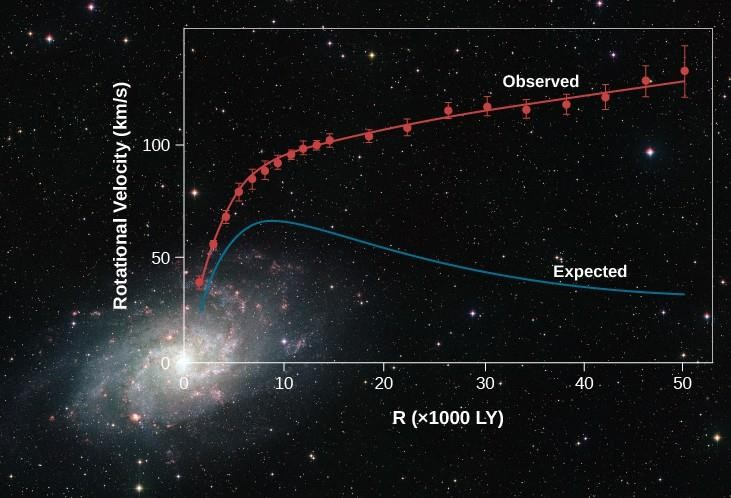 Rotational Velocity (km/s)
100
50
0
Observed
Expected
0 10 20 30 40 50
R (×1000 LY)